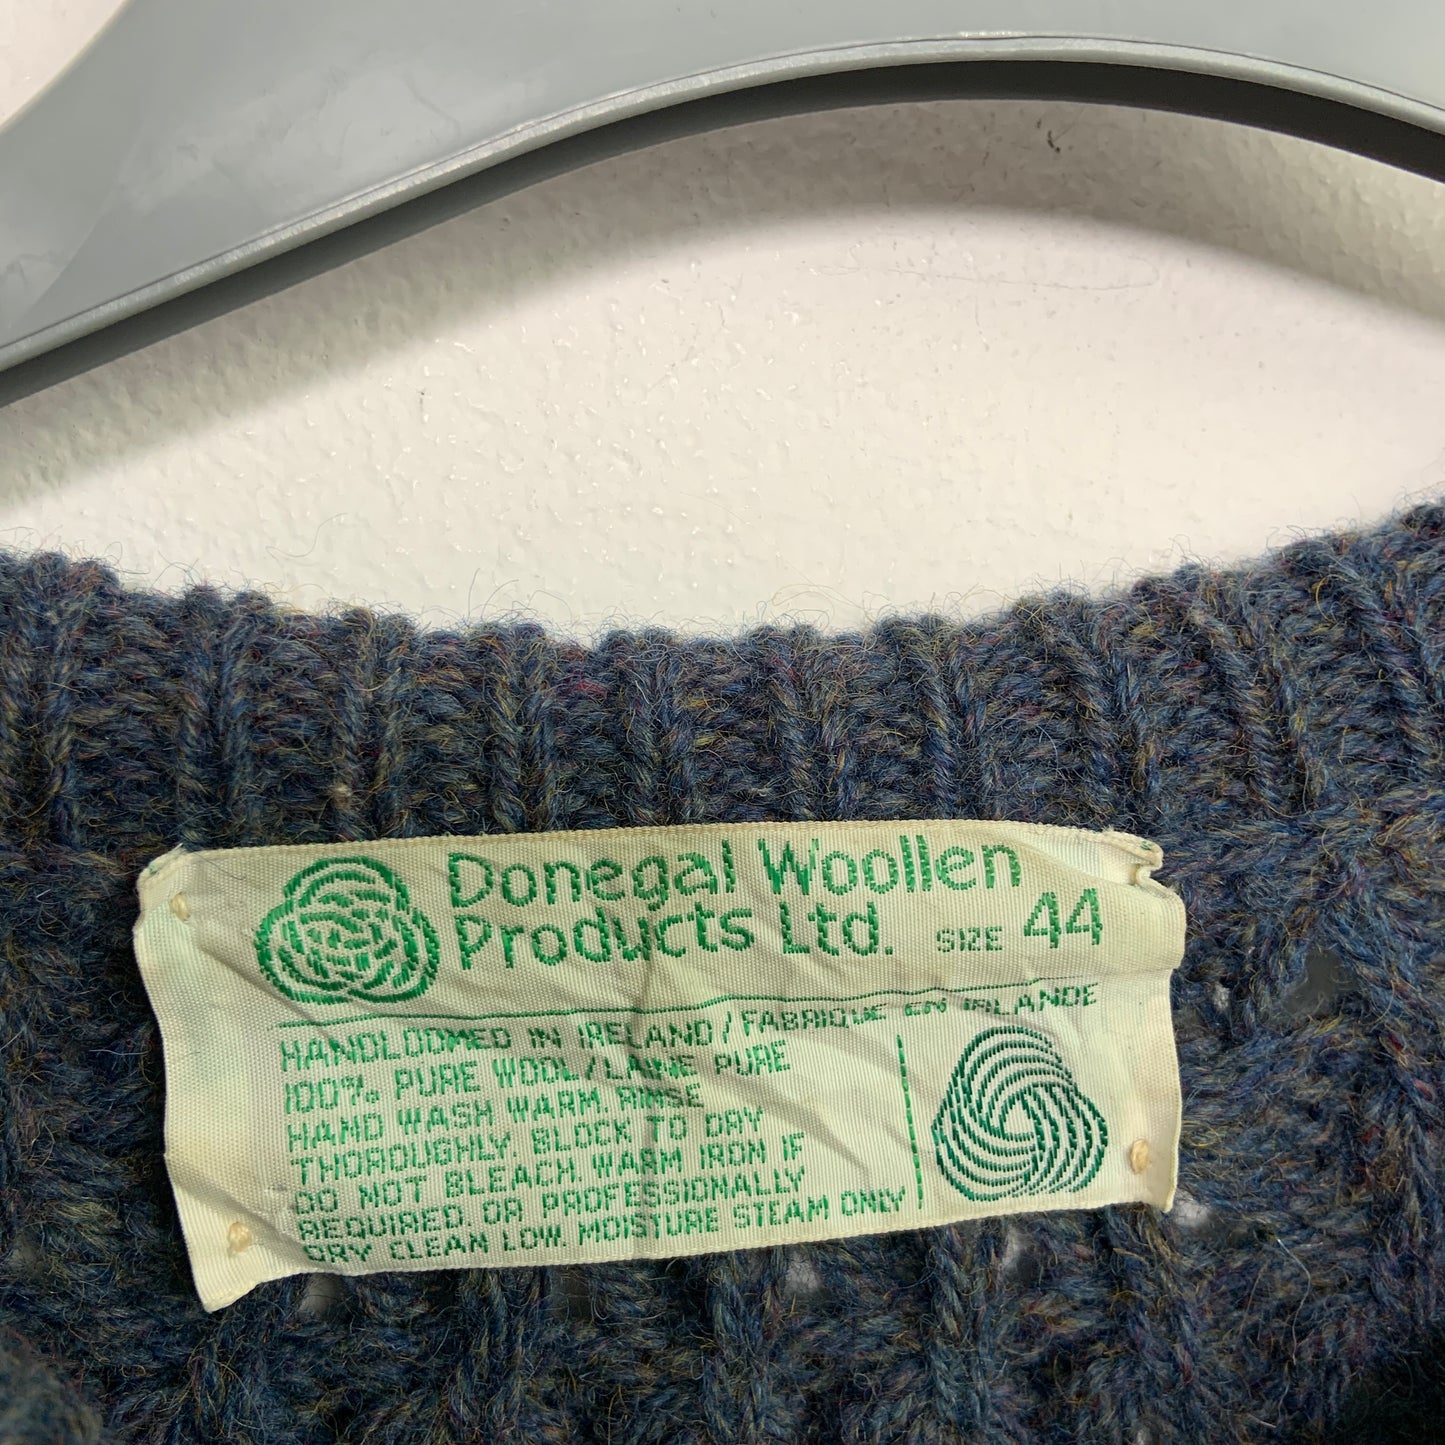 Donegal Woollen
Products Ltd. SIZE 44
HANDLOOMED IN IRELAND / FABRIQUE EN IRLANDE
100% PURE WOOL/LAINE PURE
HAND WASH WARM. RINSE
THOROUGHLY. BLOCK TO DRY
DO NOT BLEACH. WARM IRON IF
REQUIRED. OR PROFESSIONALLY
DRY CLEAN LOW. MOISTURE STEAM ONLY